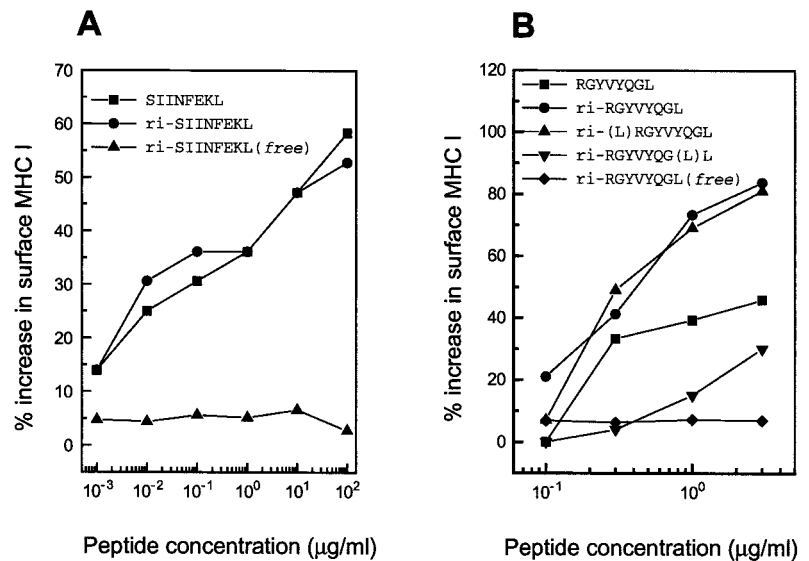 A
% increase in surface MHC I
70
60
50
40
30
20
10
0
SIINFEKL
ri-SIINFEKL
ri-SIINFEKL(free)
10⁻³ 10⁻² 10⁻¹ 10⁰ 10¹ 10²
Peptide concentration (μg/ml)
B
% increase in surface MHC I
120
100
80
60
40
20
0
RGYVYQGL
ri-RGYVYQGL
ri-(L)RGYVYQGL
ri-RGYVYQG(L)L
ri-RGYVYQGL(free)
10⁻¹ 10⁰
Peptide concentration (μg/ml)